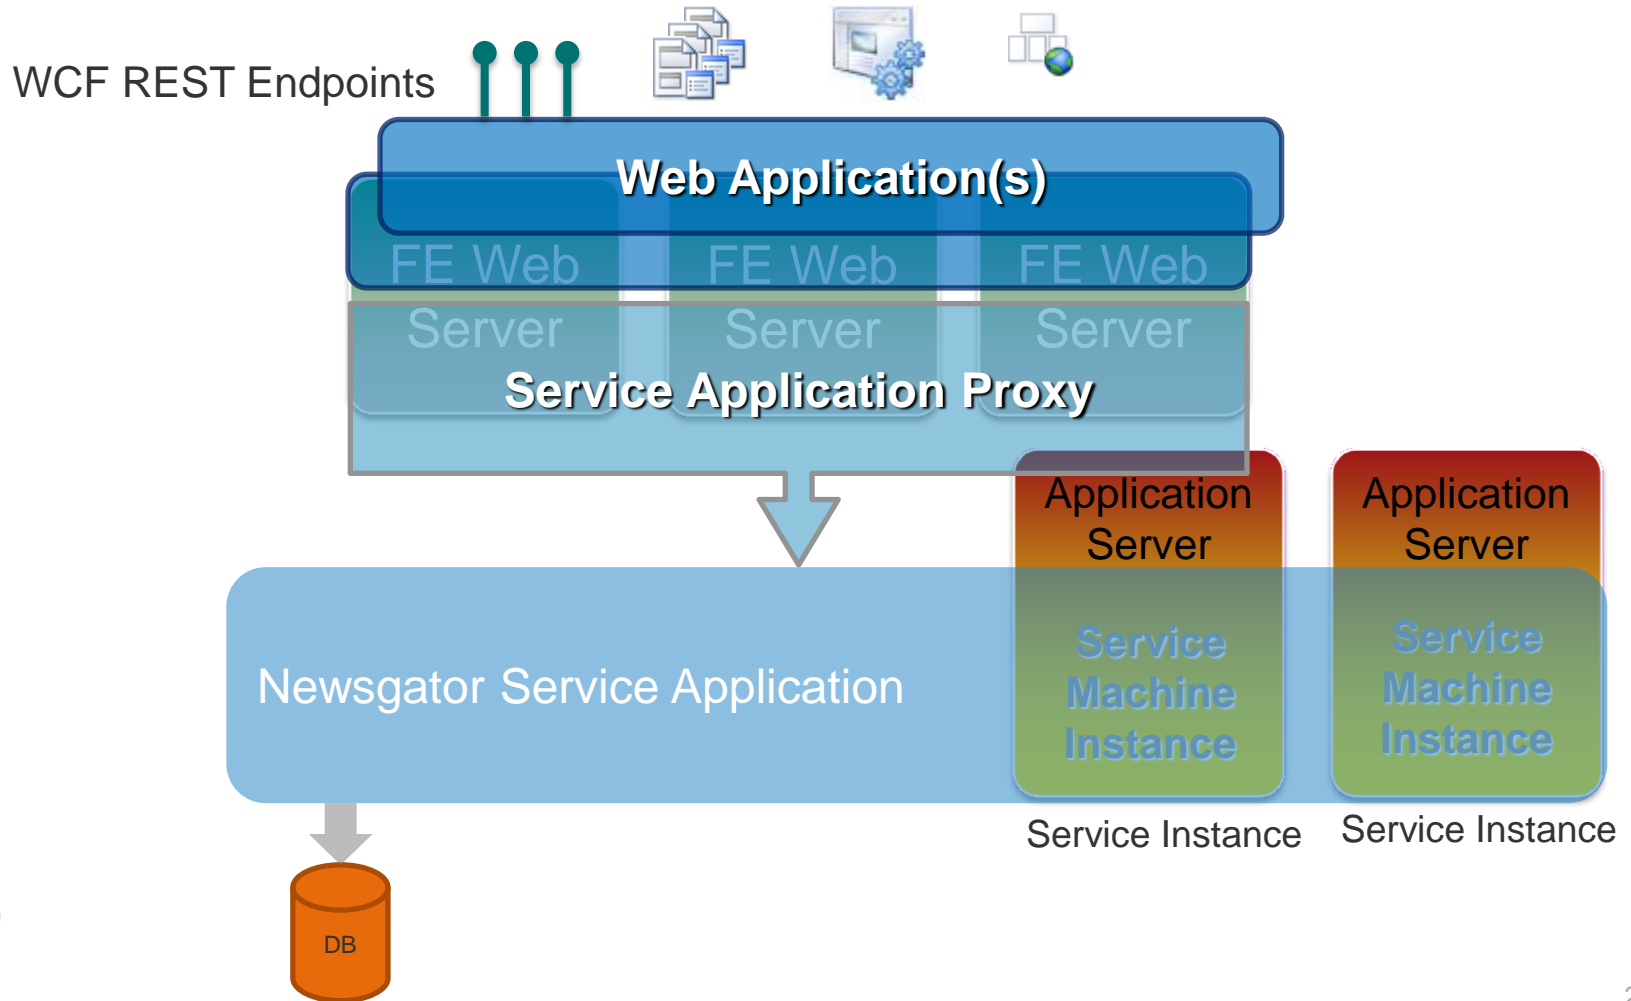 WCF REST Endpoints
Web Application(s)
FE Web
Server
FE Web
Server
FE Web
Server
Service Application Proxy
Application
Server
Application
Server
Newsgator Service Application
Service
Machine
Instance
Service
Machine
Instance
Service Instance
Service Instance
DB